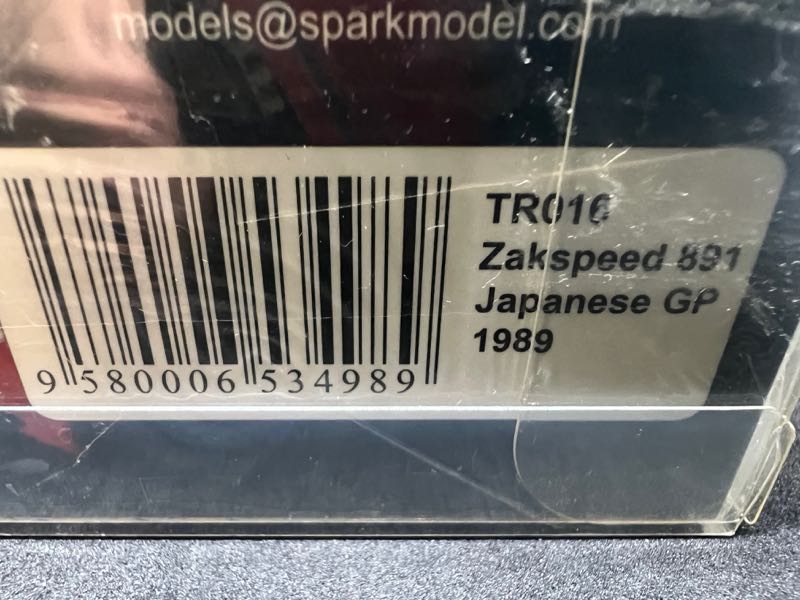 models@sparkmodel.com
TR016
Zakspeed 891
Japanese GP
1989
9 580006 534989